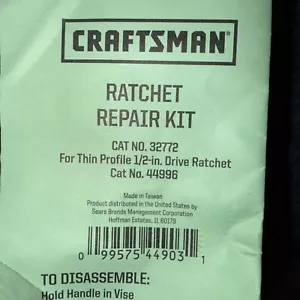 CRAFTSMAN®
RATCHET
REPAIR KIT
CAT NO. 32772
For Thin Profile 1/2-in. Drive Ratchet
Cat No. 44996
Made in Taiwan
Product distributed in the United States by
Sears Brands Management Corporation
Hoffman Estates, IL 60179
0 99575 44903 1
TO DISASSEMBLE:
Hold Handle in Vise